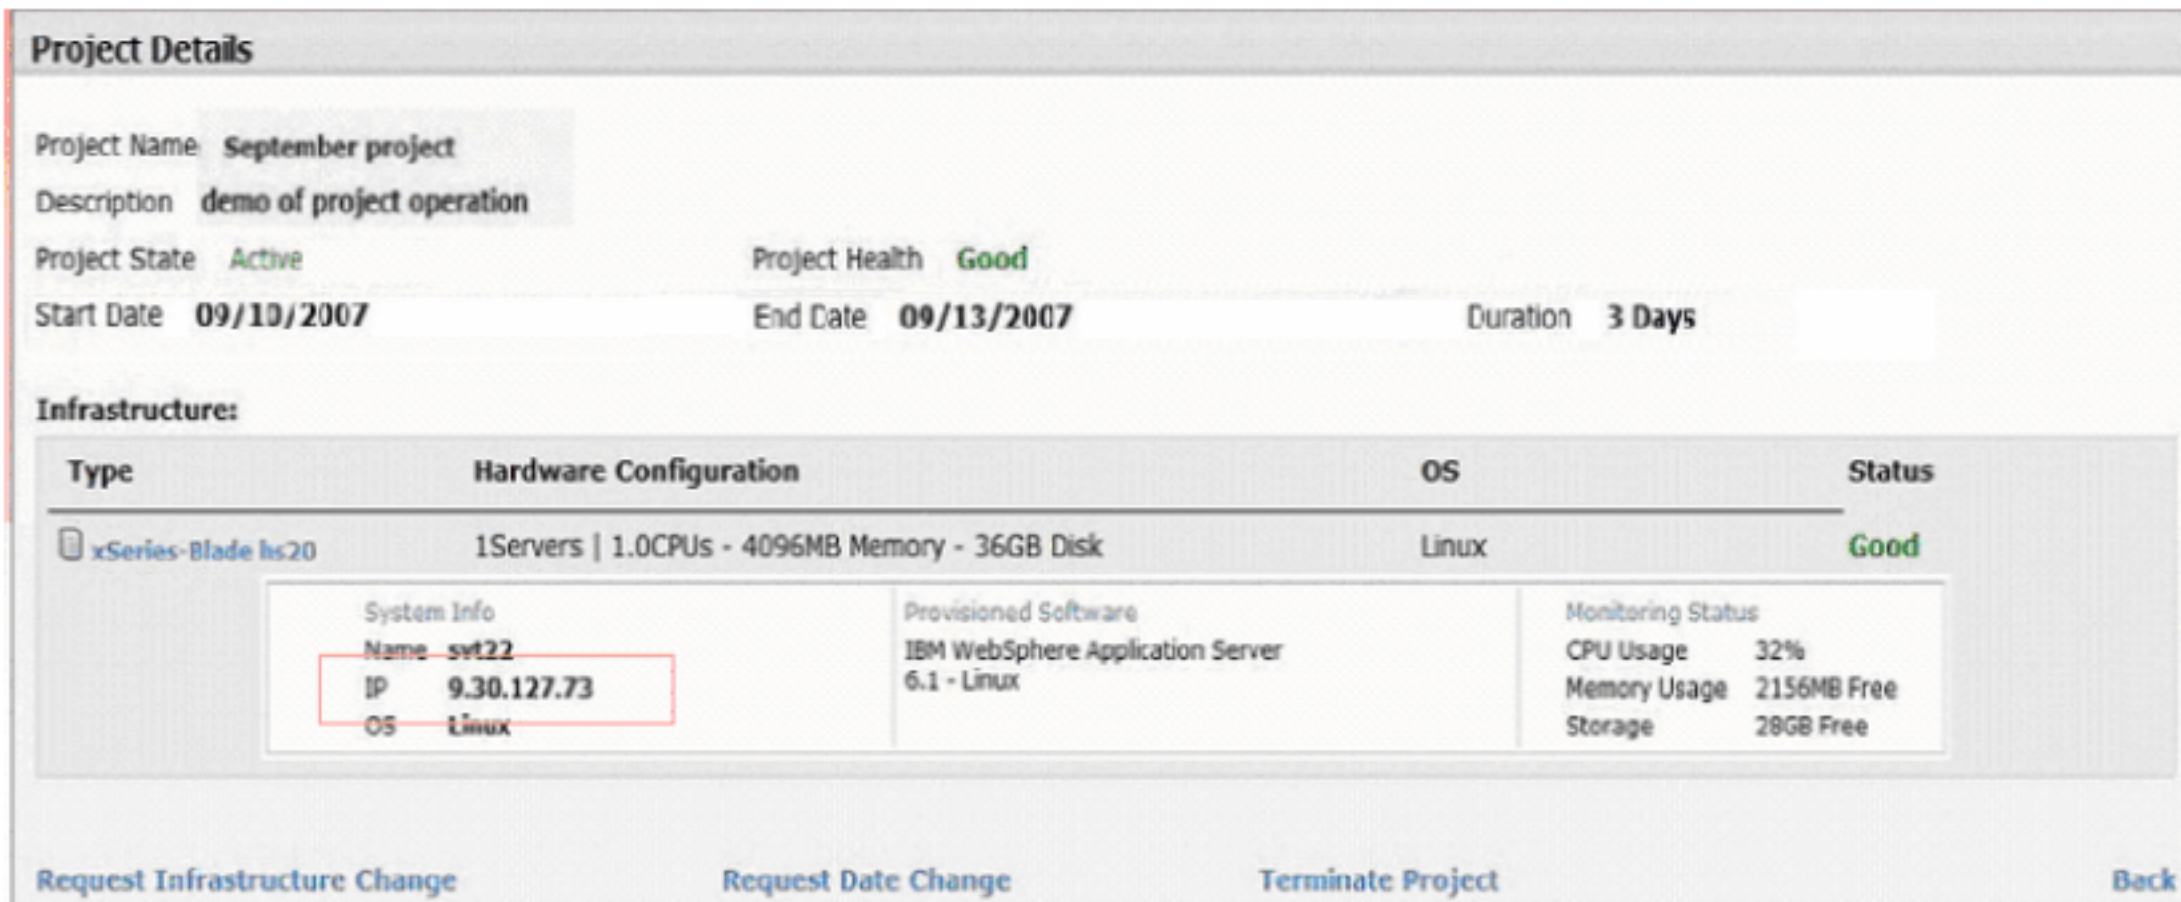 Project Details
Project Name September project
Description demo of project operation
Project State Active Project Health Good
Start Date 09/10/2007 End Date 09/13/2007 Duration 3 Days
Infrastructure:
Type Hardware Configuration OS Status
xSeries-Blade hs20 1Servers | 1.0CPUs - 4096MB Memory - 36GB Disk Linux Good
System Info Provisioned Software Monitoring Status
Name svt22 IBM WebSphere Application Server CPU Usage 32%
IP 9.30.127.73 6.1 - Linux Memory Usage 2156MB Free
OS Linux Storage 28GB Free
Request Infrastructure Change Request Date Change Terminate Project Back